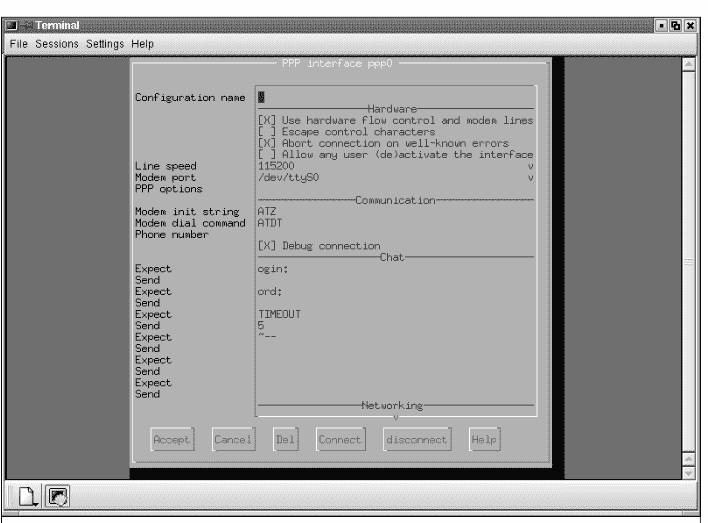 Terminal
File Sessions Settings Help
PPP interface ppp0
Configuration name
Hardware
[X] Use hardware flow control and modem lines
[ ] Escape control characters
[X] Abort connection on well-known errors
[ ] Allow any user (de)activate the interface
Line speed 115200 v
Modem port /dev/ttyS0 v
PPP options
Communication
Modem init string ATZ
Modem dial command ATDT
Phone number
[X] Debug connection
Chat
Expect ogin:
Send
Expect ord:
Send
Expect TIMEOUT
Send 5
Expect ~--
Send
Expect
Send
Expect
Send
Networking
v
Accept Cancel Del Connect disconnect Help